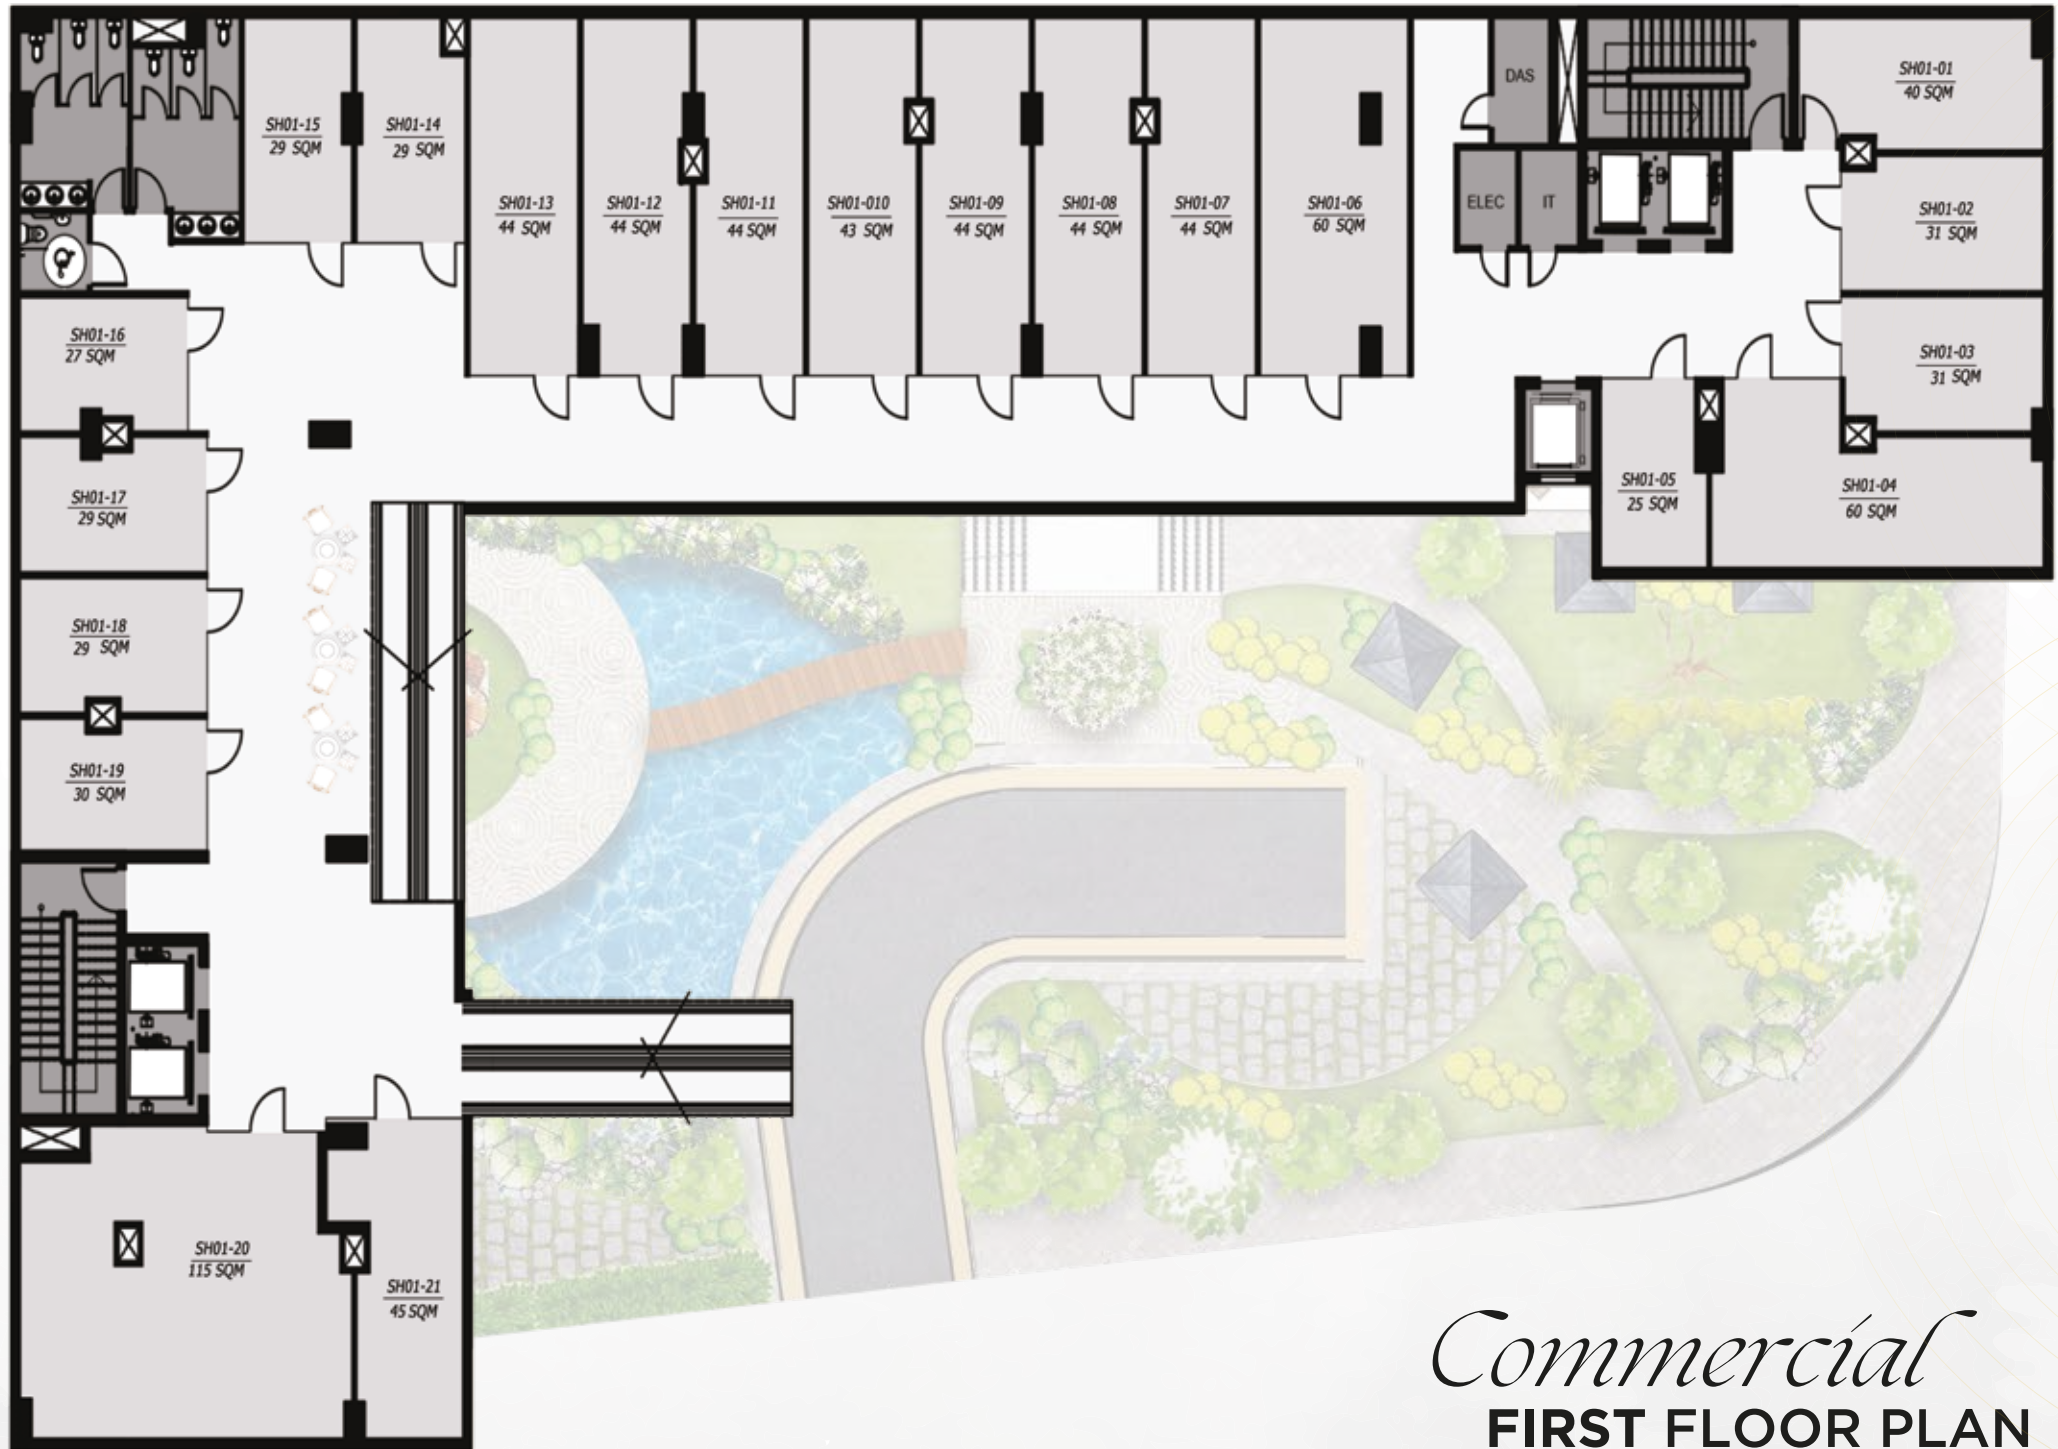 DAS
SH01-01
40 SQM
SH01-15
29 SQM
SH01-14
29 SQM
SH01-13
44 SQM
SH01-12
44 SQM
SH01-11
44 SQM
SH01-010
43 SQM
SH01-09
44 SQM
SH01-08
44 SQM
SH01-07
44 SQM
SH01-06
60 SQM
ELEC
IT
SH01-02
31 SQM
SH01-16
27 SQM
SH01-03
31 SQM
SH01-17
29 SQM
SH01-05
25 SQM
SH01-04
60 SQM
SH01-18
29 SQM
SH01-19
30 SQM
SH01-20
115 SQM
SH01-21
45 SQM
Commercial
FIRST FLOOR PLAN